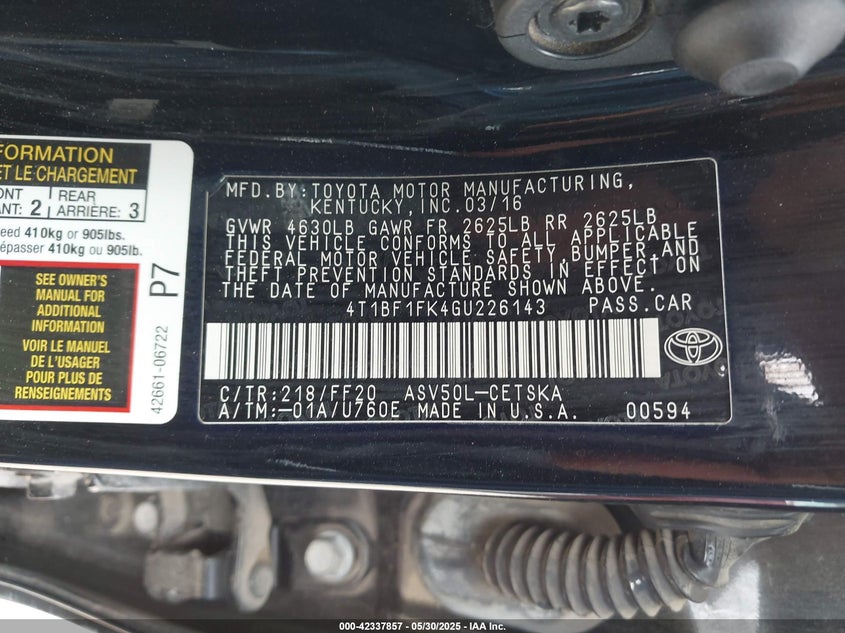 FORMATION
ET LE CHARGEMENT
ONT
ANT: 2
REAR
ARRIÈRE: 3
eed 410kg or 905lbs.
épasser 410kg ou 905lb.
SEE OWNER'S
MANUAL FOR
ADDITIONAL
INFORMATION
VOIR LE MANUEL
DE L'USAGER
POUR PLUS DE
RENSEIGNEMENTS
P7
42661-06722
MFD.BY:TOYOTA MOTOR MANUFACTURING,
KENTUCKY,INC.03/16
GVWR 4630LB GAWR FR 2625LB RR 2625LB
THIS VEHICLE CONFORMS TO ALL APPLICABLE
FEDERAL MOTOR VEHICLE SAFETY,BUMPER,AND
THEFT PREVENTION STANDARDS IN EFFECT ON
THE DATE OF MANUFACTURE SHOWN ABOVE.
4T1BF1FK4GU226143 PASS.CAR
C/TR:218/FF20 ASV50L-CETSKA
A/TM:-01A/U760E MADE IN U.S.A. 00594
000-42337857 - 05/30/2025 - IAA Inc.